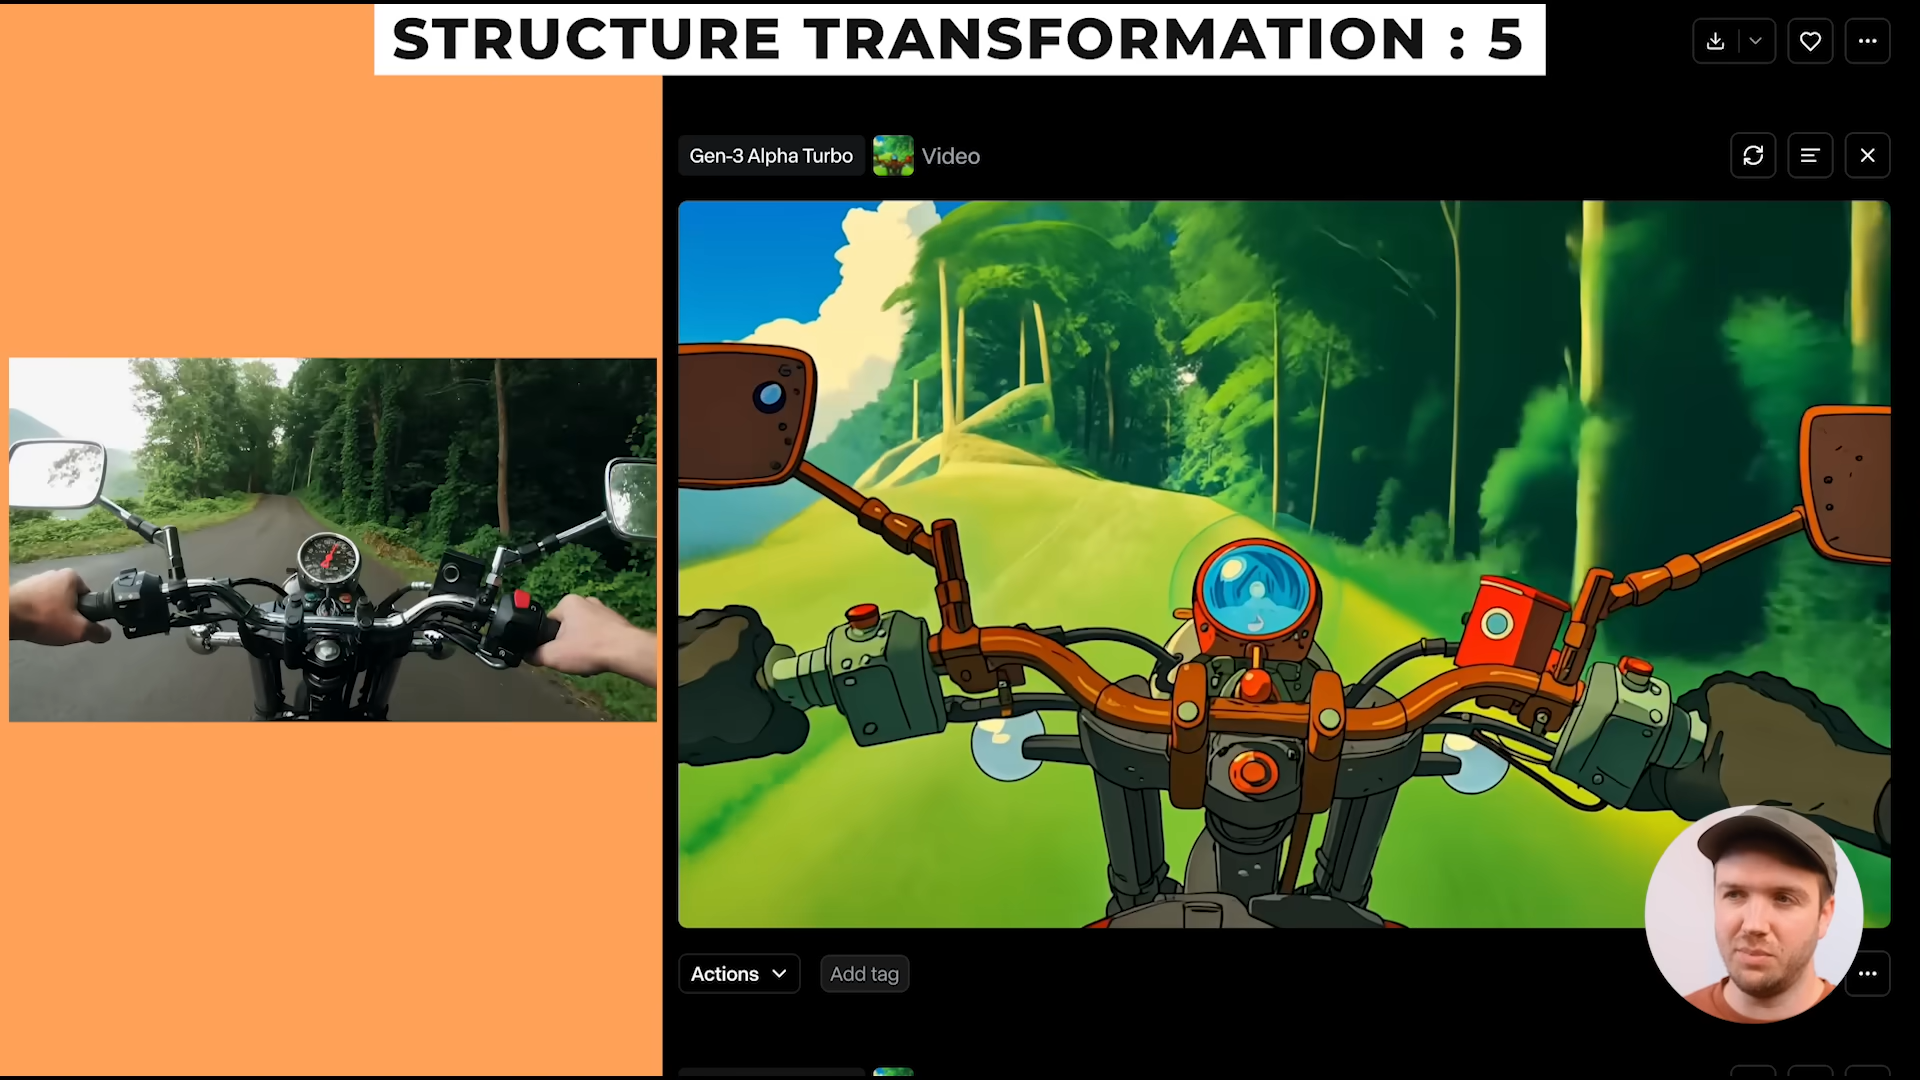 STRUCTURE TRANSFORMATION : 5
Gen-3 Alpha Turbo
Video
Actions
Add tag